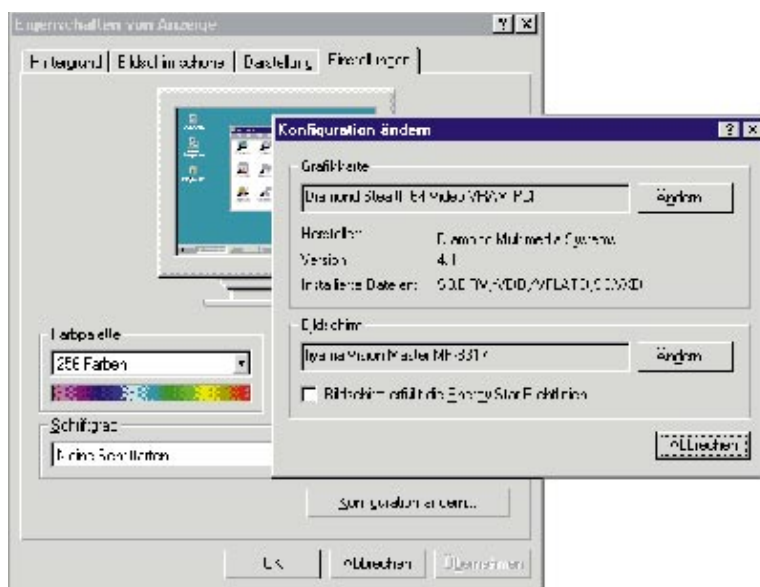 Eigenschaften von Anzeige
Hintergrund Bildschirmschoner Darstellung Einstellungen
Konfiguration ändern
Grafikkarte
Diamond Stealth 64 Video VRAM PCI
Ändern
Hersteller: Diamond Multimedia Systems
Version:
Installierte Dateien:
Bildschirm
Iiyama Vision Master MF-8317
Ändern
Bildschirm erfüllt die Energy Star Richtlinien
Abbrechen
Farbpalette
256 Farben
Schriftgrad
Kleine Schriftarten
Konfiguration ändern...
OK Abbrechen Übernehmen